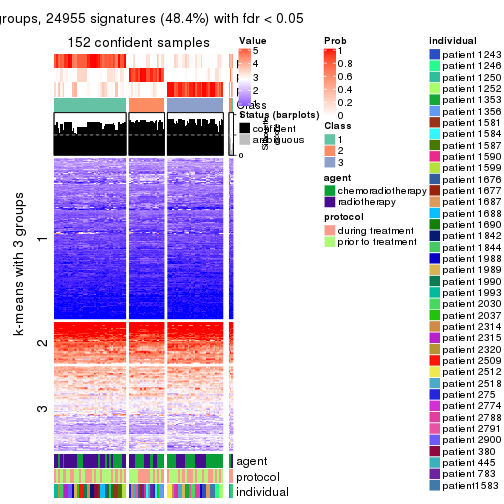 groups, 24955 signatures (48.4%) with fdr < 0.05
152 confident samples
k-means with 3 groups
1
2
3
Class
agent
protocol
individual
Value
5
4
3
2
1
Status (barplots)
confident
ambiguous
0
Prob
1
0.8
0.6
0.4
0.2
0
Class
1
2
3
agent
chemoradiotherapy
radiotherapy
protocol
during treatment
prior to treatment
individual
patient 1243
patient 1246
patient 1250
patient 1252
patient 1353
patient 1356
patient 1581
patient 1584
patient 1587
patient 1590
patient 1599
patient 1676
patient 1677
patient 1687
patient 1688
patient 1690
patient 1842
patient 1844
patient 1988
patient 1989
patient 1990
patient 1993
patient 2030
patient 2037
patient 2314
patient 2315
patient 2320
patient 2509
patient 2512
patient 2518
patient 275
patient 2774
patient 2788
patient 2791
patient 2900
patient 380
patient 445
patient 783
patient1583